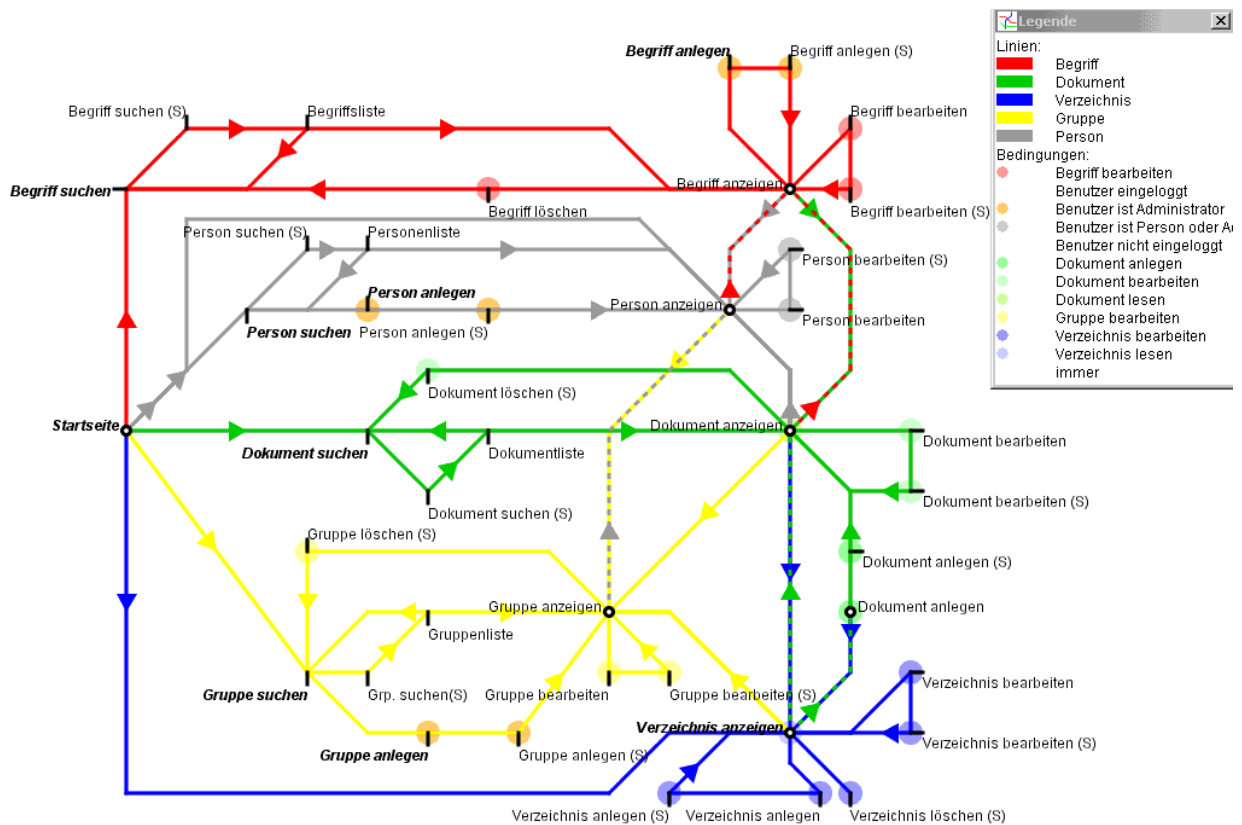 Legende
Linien:
Begriff
Dokument
Verzeichnis
Gruppe
Person
Bedingungen:
Begriff bearbeiten
Benutzer eingeloggt
Benutzer ist Administrator
Benutzer ist Person oder A
Benutzer nicht eingeloggt
Dokument anlegen
Dokument bearbeiten
Dokument lesen
Gruppe bearbeiten
Verzeichnis bearbeiten
Verzeichnis lesen
immer
Begriff anlegen
Begriff anlegen (S)
Begriff suchen (S)
Begriffsliste
Begriff bearbeiten
Begriff suchen
Begriff anzeigen
Begriff löschen
Begriff bearbeiten (S)
Person suchen (S)
Personenliste
Person bearbeiten (S)
Person anlegen
Person anzeigen
Person suchen
Person anlegen (S)
Person bearbeiten
Dokument löschen (S)
Startseite
Dokument suchen
Dokumentliste
Dokument anzeigen
Dokument bearbeiten
Dokument suchen (S)
Dokument bearbeiten (S)
Gruppe löschen (S)
Dokument anlegen (S)
Gruppe anzeigen
Dokument anlegen
Gruppenliste
Gruppe suchen
Grp. suchen(S)
Gruppe bearbeiten
Gruppe bearbeiten (S)
Verzeichnis bearbeiten
Gruppe anlegen
Gruppe anlegen (S)
Verzeichnis anzeigen
Verzeichnis bearbeiten (S)
Verzeichnis anlegen (S)
Verzeichnis anlegen
Verzeichnis löschen (S)